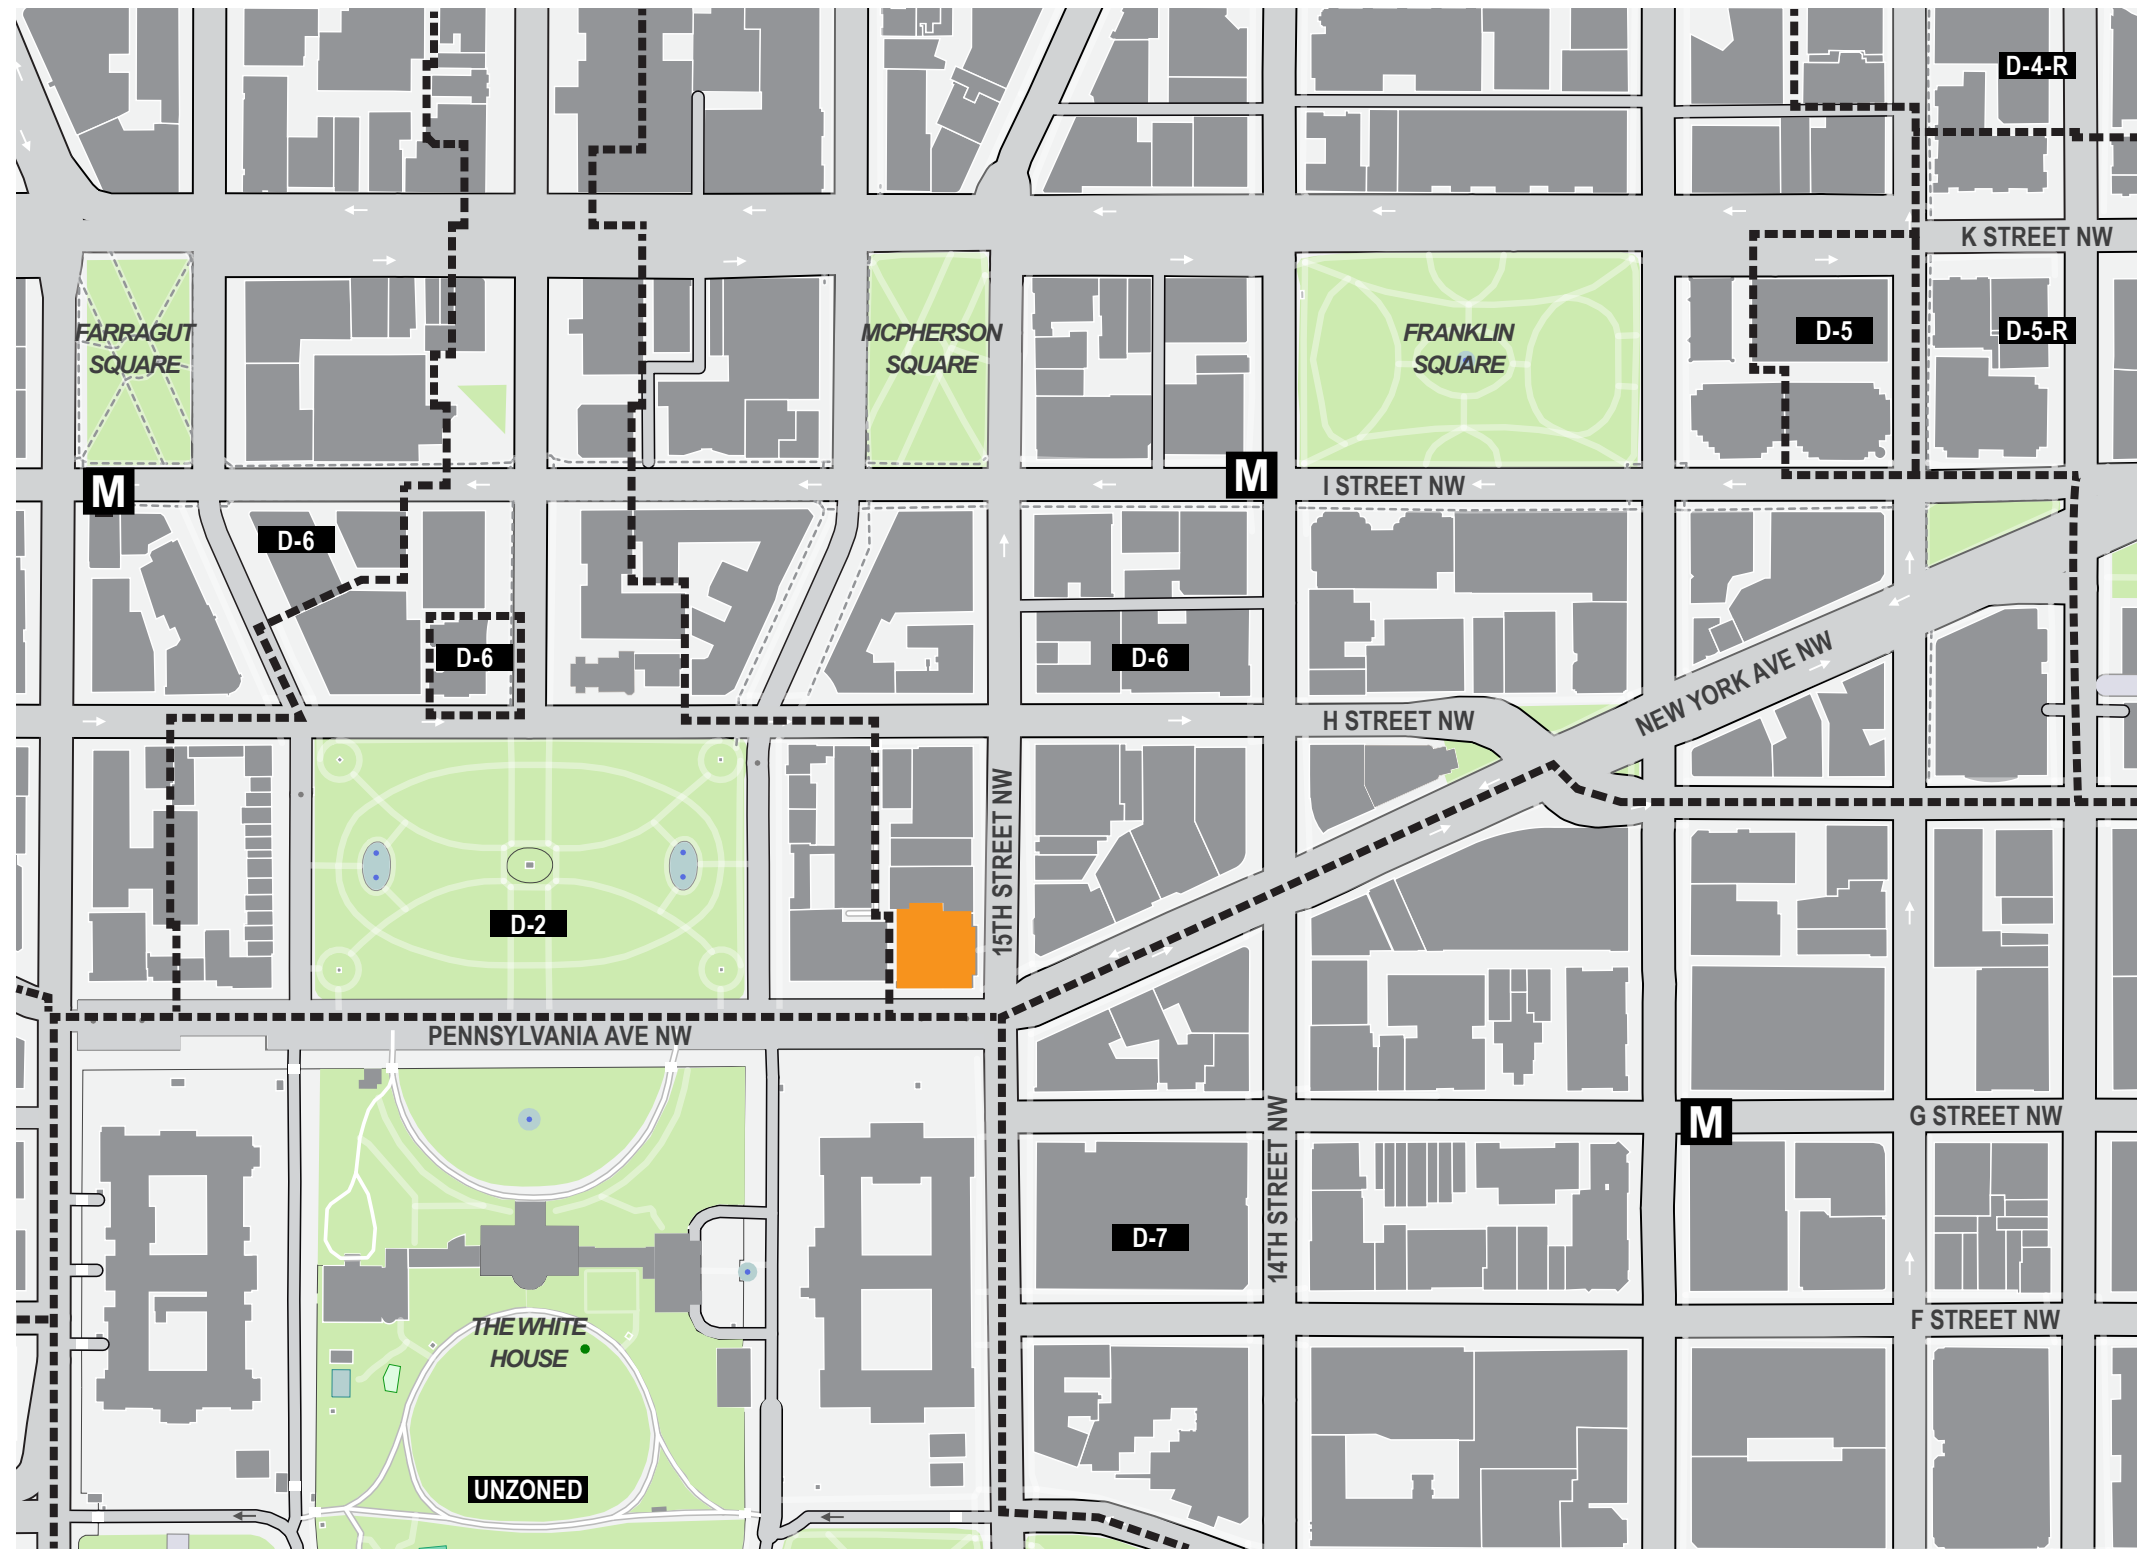 D-4-R
K STREET NW
FARRAGUT
SQUARE
MCPHERSON
SQUARE
FRANKLIN
SQUARE
D-5
D-5-R
M
M
I STREET NW
D-6
D-6
D-6
NEW YORK AVE NW
H STREET NW
15TH STREET NW
D-2
PENNSYLVANIA AVE NW
M
G STREET NW
14TH STREET NW
D-7
THE WHITE
HOUSE
F STREET NW
UNZONED